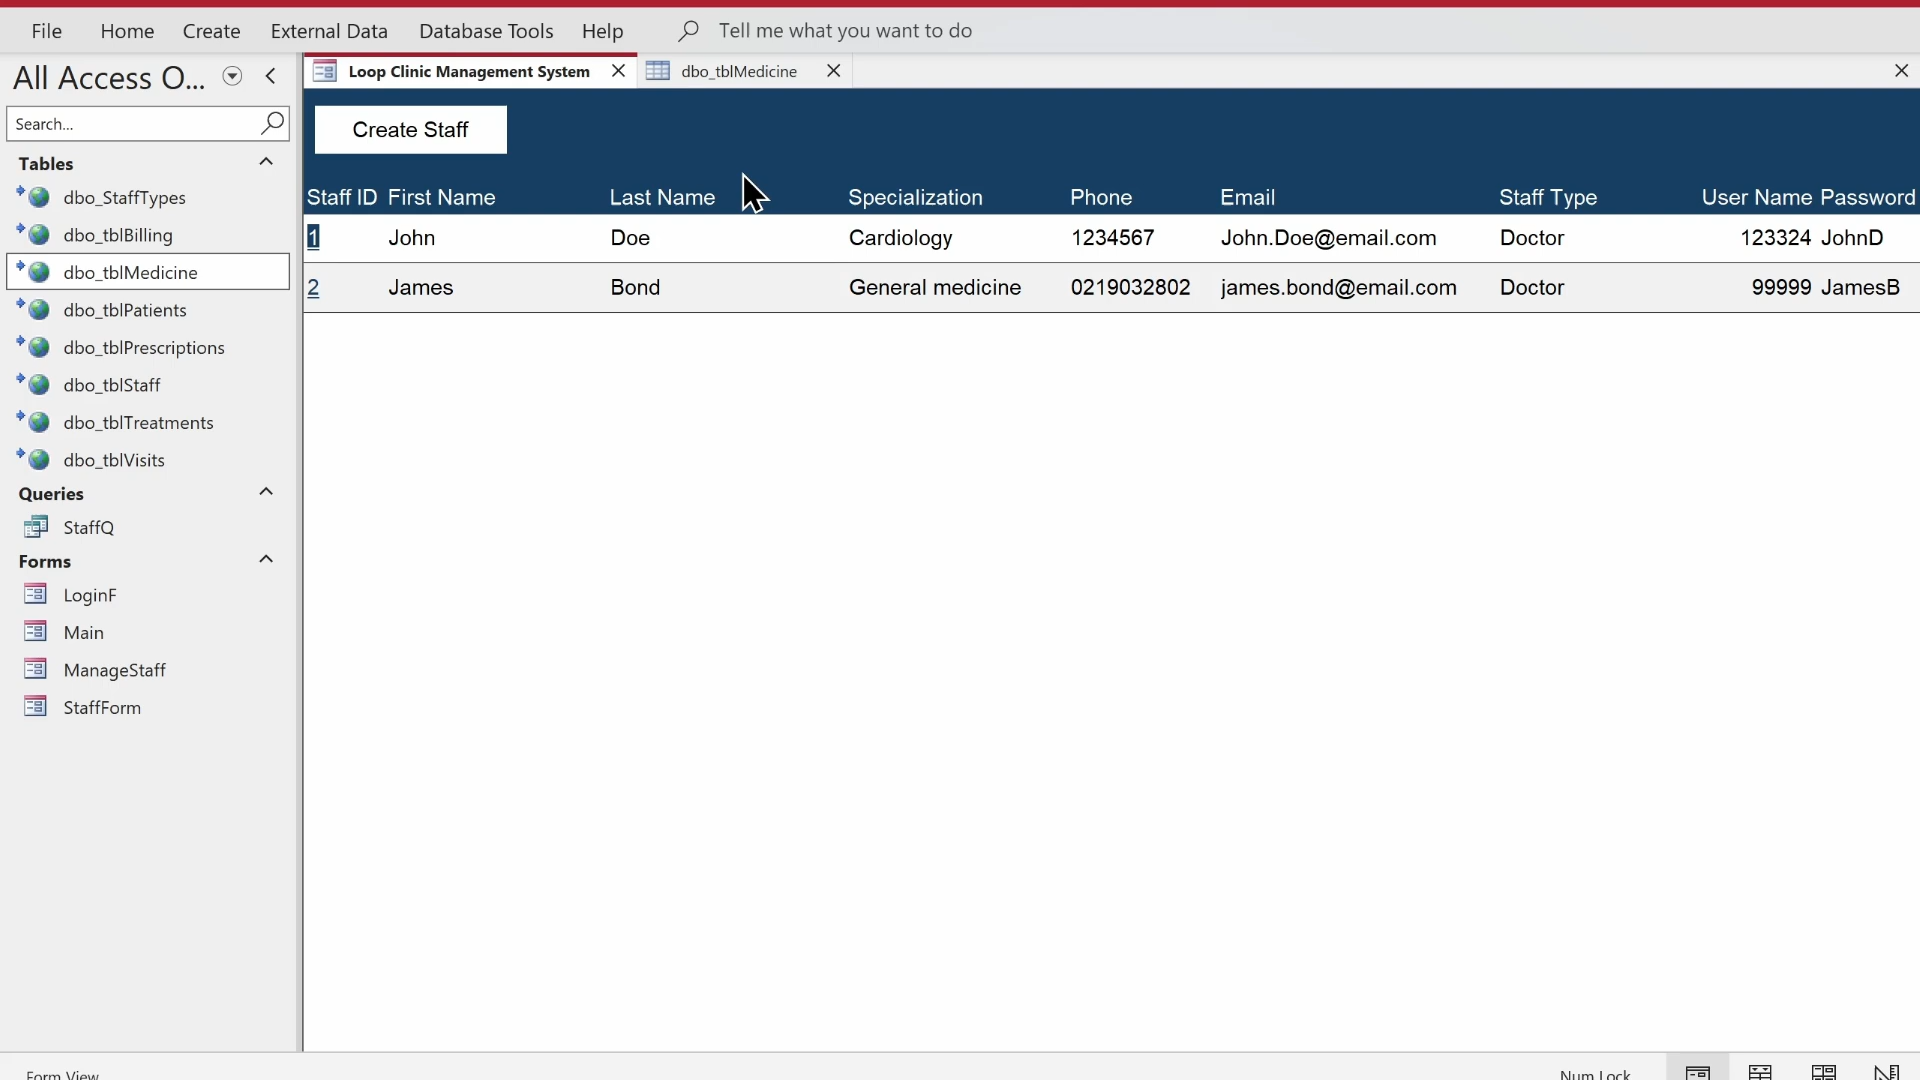 File Home Create External Data Database Tools Help Tell me what you want to do
All Access O...
Loop Clinic Management System dbo_tblMedicine
Search...
Create Staff
Tables
dbo_StaffTypes
dbo_tblBilling
dbo_tblMedicine
dbo_tblPatients
dbo_tblPrescriptions
dbo_tblStaff
dbo_tblTreatments
dbo_tblVisits
Queries
StaffQ
Forms
LoginF
Main
ManageStaff
StaffForm
Staff ID First Name Last Name Specialization Phone Email Staff Type User Name Password
1 John Doe Cardiology 1234567 John.Doe@email.com Doctor 123324 JohnD
2 James Bond General medicine 0219032802 james.bond@email.com Doctor 99999 JamesB
Form View Num Lock